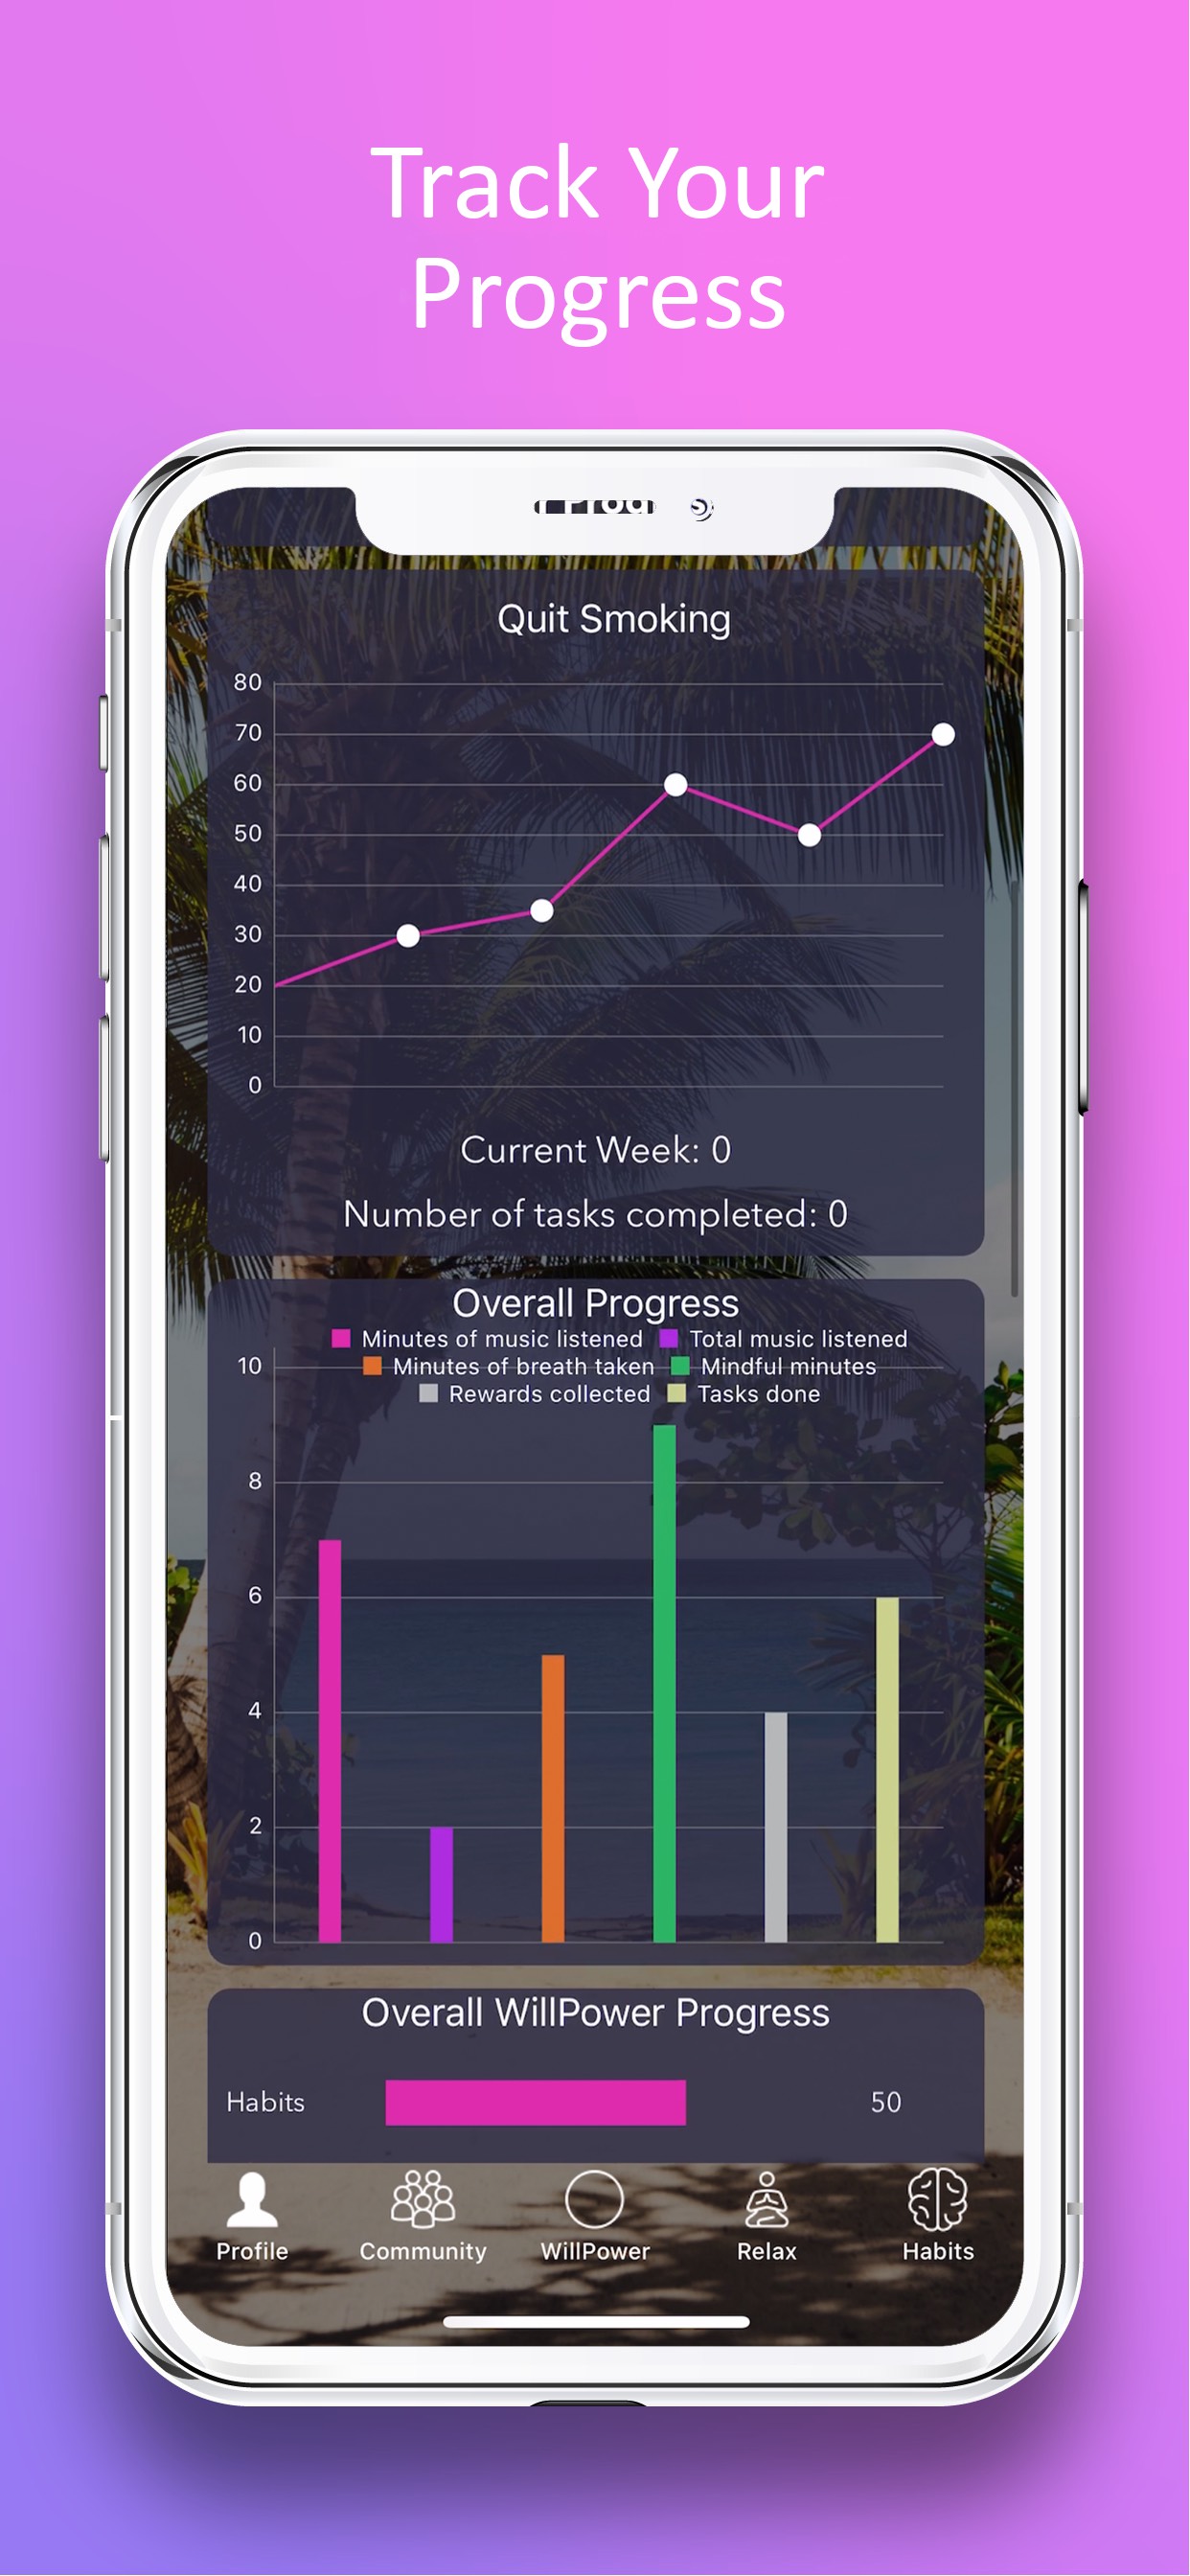 Track Your
Progress
Quit Smoking
80
70
60
50
40
30
20
10
0
Current Week: 0
Number of tasks completed: 0
Overall Progress
Minutes of music listened Total music listened
10 Minutes of breath taken Mindful minutes
Rewards collected Tasks done
8
6
4
2
0
Overall WillPower Progress
Habits 50
Profile Community WillPower Relax Habits